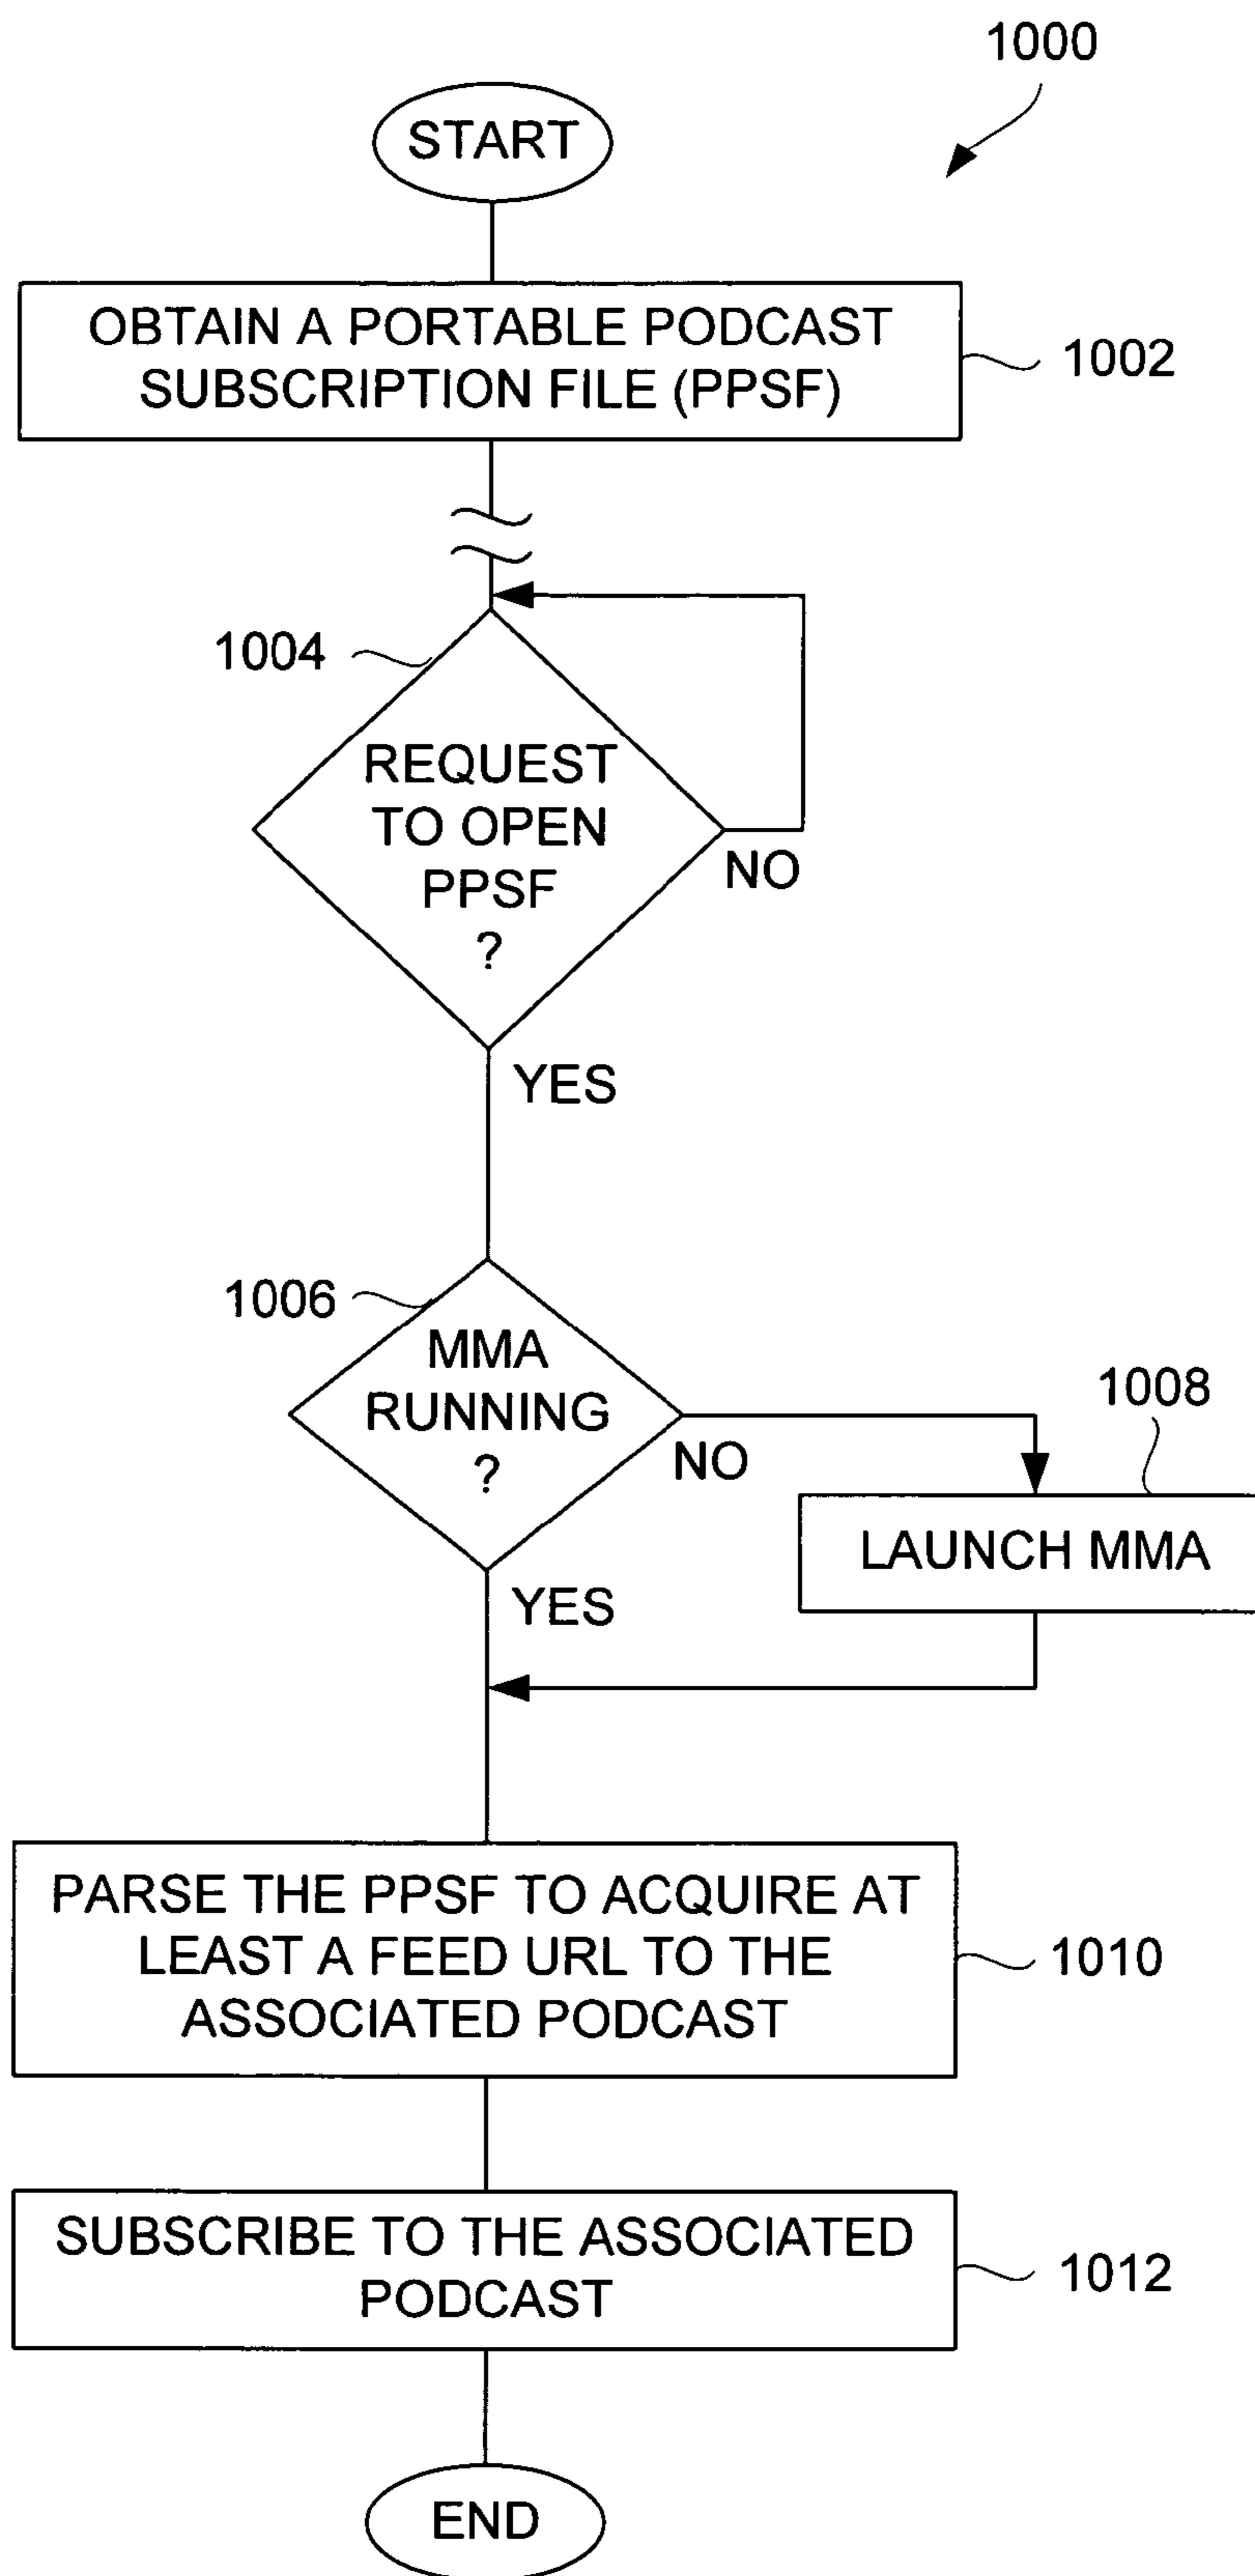 1000
START
OBTAIN A PORTABLE PODCAST
SUBSCRIPTION FILE (PPSF)
1002
1004
REQUEST
TO OPEN
PPSF
?
NO
YES
1006
MMA
RUNNING
?
NO
1008
LAUNCH MMA
YES
PARSE THE PPSF TO ACQUIRE AT
LEAST A FEED URL TO THE
ASSOCIATED PODCAST
1010
SUBSCRIBE TO THE ASSOCIATED
PODCAST
1012
END